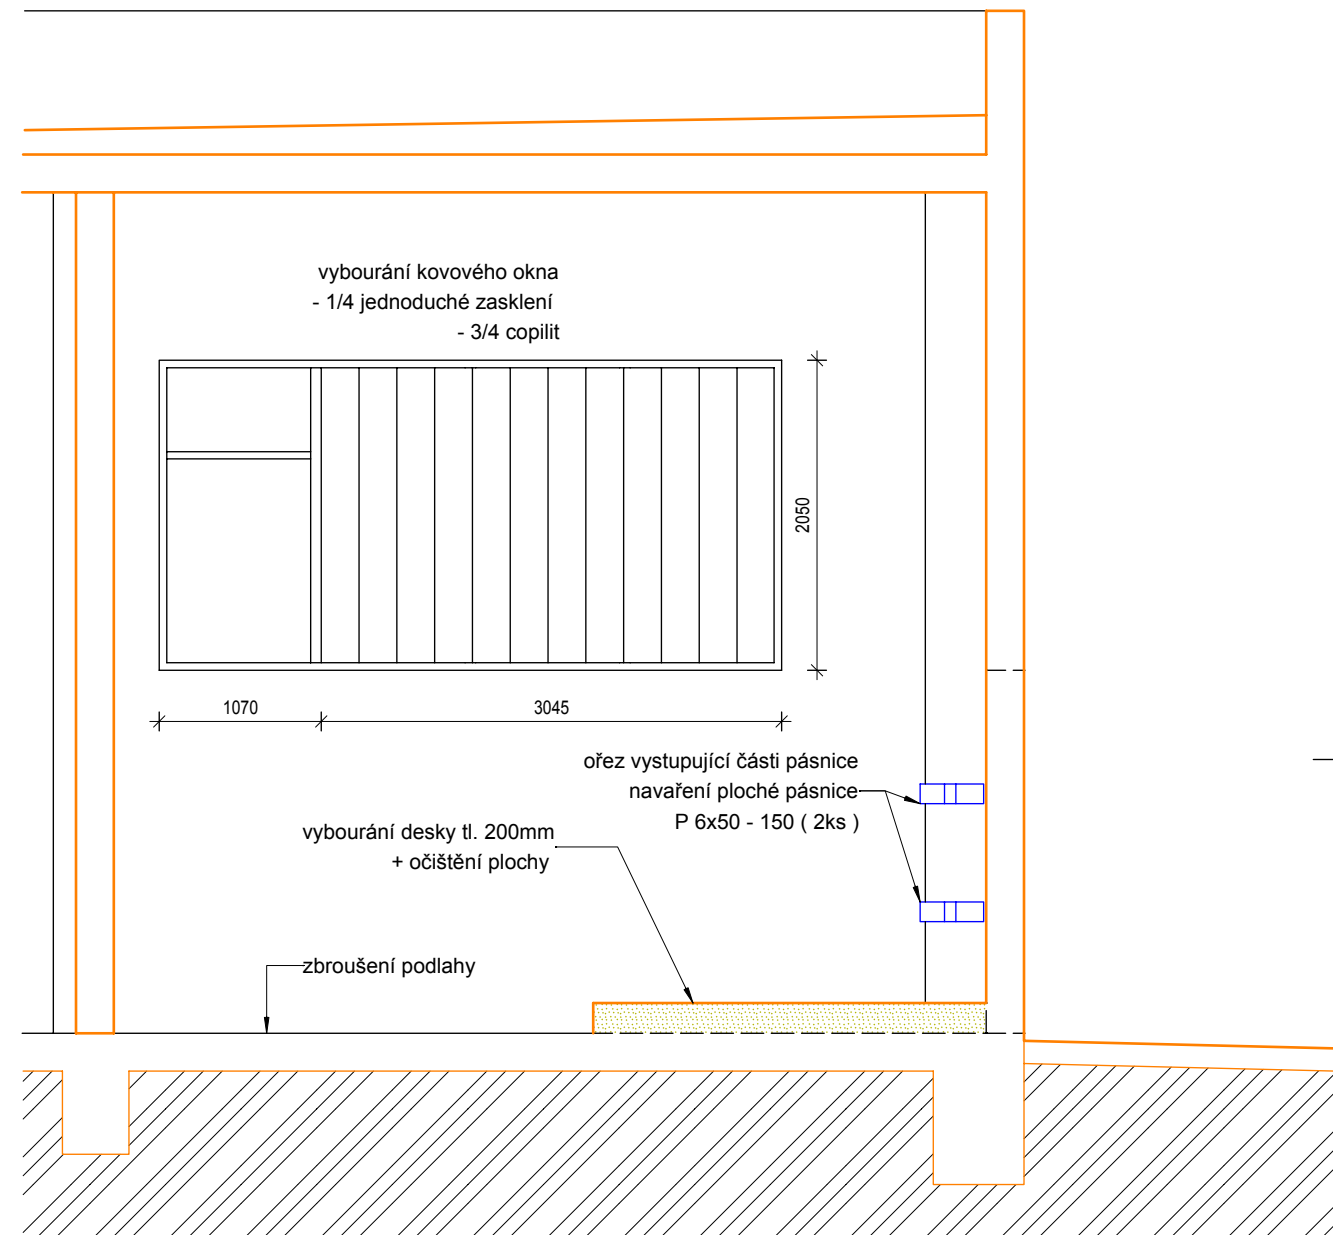 vybourání kovového okna
- 1/4 jednoduché zasklení
- 3/4 copilit
2050
1070
3045
ořez vystupující části pásnice
navaření ploché pásnice
P 6x50 - 150 ( 2ks )
vybourání desky tl. 200mm
+ očištění plochy
zbroušení podlahy